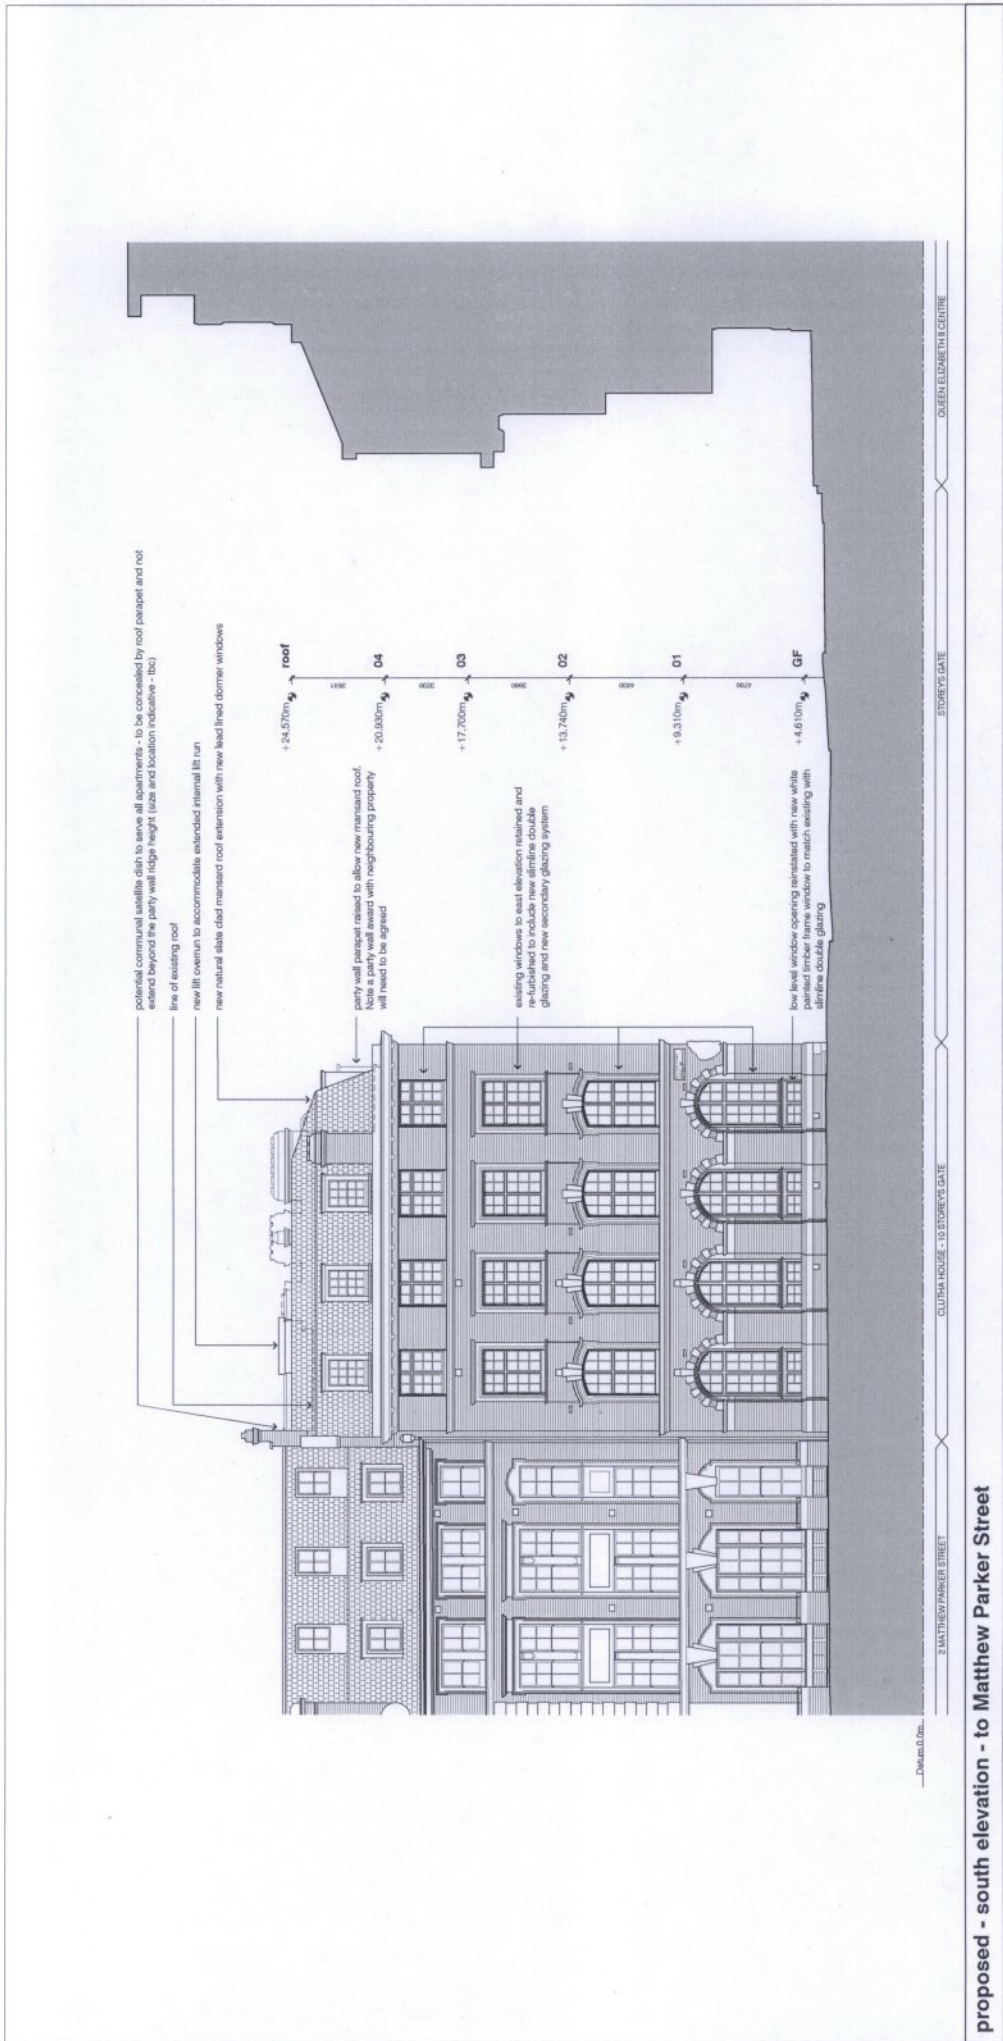 potential communal satellite dish to serve all apartments - to be concealed by roof parapet and not
extend beyond the party wall ridge height (size and location indicative - tbc)
line of existing roof
new lift overrun to accommodate extended internal lift run
new natural slate clad mansard roof extension with new lead lined dormer windows
party wall parapet raised to allow new mansard roof.
Note a party wall award with neighbouring property
will need to be agreed
existing windows to east elevation retained and
re-furbished to include new slimline double
glazing and new secondary glazing system
low level window opening reinstated with new white
painted timber frame window to match existing with
slimline double glazing
+24.570m
roof
+20.930m
04
3230
+17.700m
03
+13.740m
02
+9.310m
01
4700
+4.610m
GF
Datum 0.0m
2 MATTHEW PARKER STREET
CLUTHA HOUSE - 10 STOREY'S GATE
STOREY'S GATE
QUEEN ELIZABETH II CENTRE
proposed - south elevation - to Matthew Parker Street